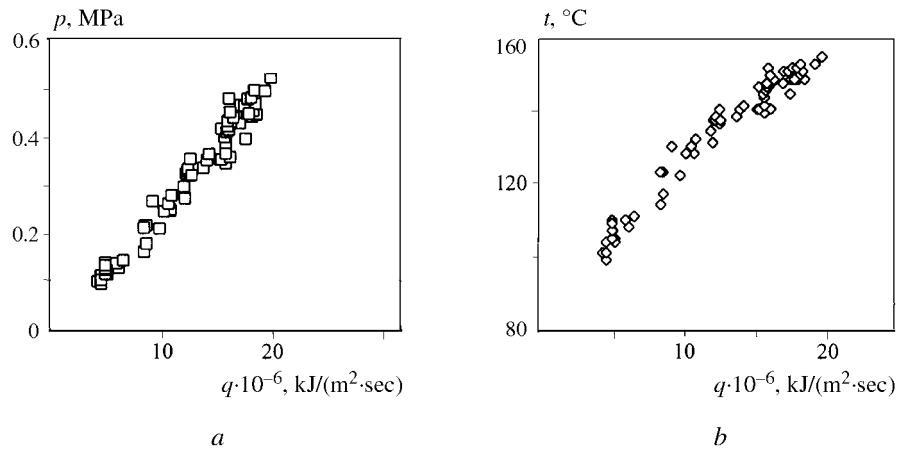 p, MPa
0.6
0.4
0.2
0
10 20
q·10⁻⁶, kJ/(m²·sec)
a
t, °C
160
120
80
10 20
q·10⁻⁶, kJ/(m²·sec)
b